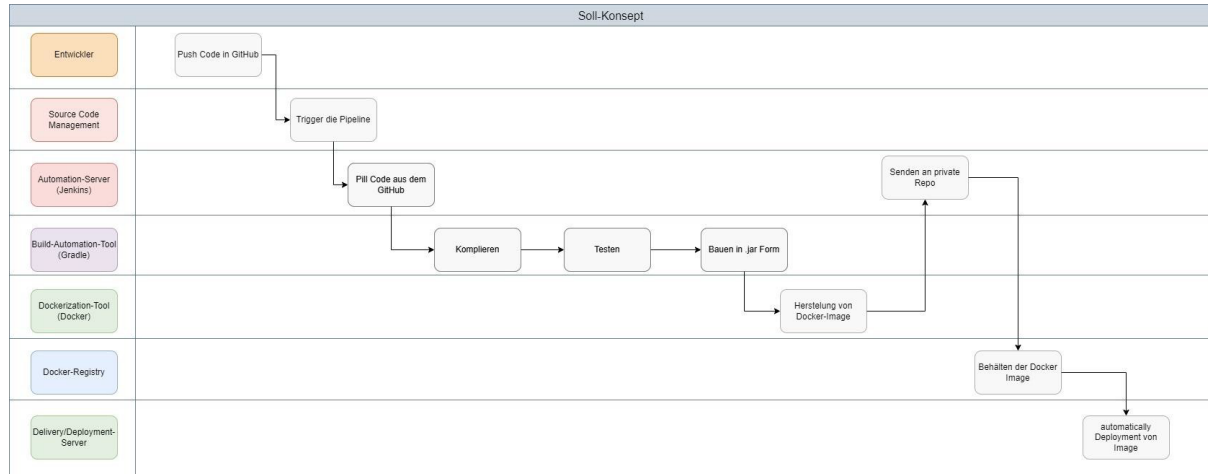 Soll-Konzept
Entwickler
Push Code in GitHub
Source Code
Management
Trigger die Pipeline
Automation-Server
(Jenkins)
Pill Code aus dem
GitHub
Senden an private
Repo
Build-Automation-Tool
(Gradle)
Komplieren
Testen
Bauen in .jar Form
Dockerization-Tool
(Docker)
Herstelung von
Docker-Image
Docker-Registry
Behälten der Docker
Image
Delivery/Deployment-
Server
automatically
Deployment von
Image